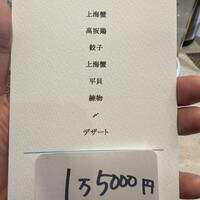 上海蟹
高坂鶏
餃子
上海蟹
平貝
練物
〆
デザート
1万5000円